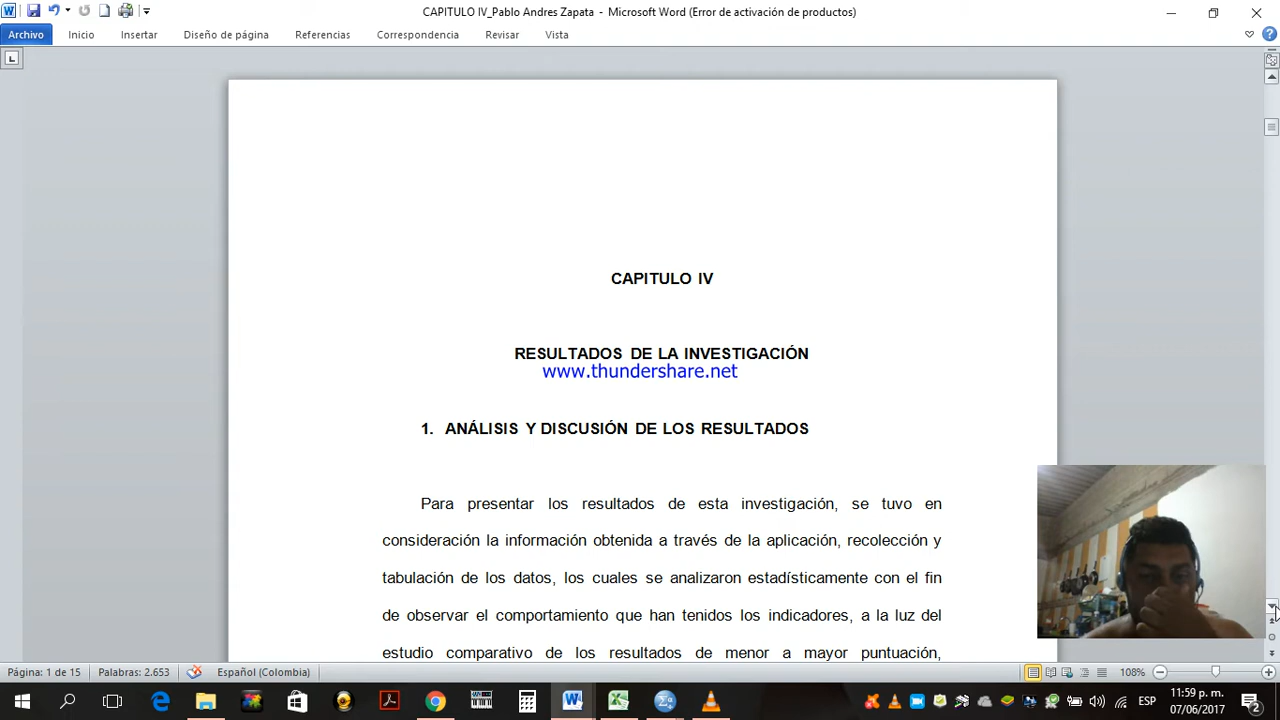 CAPITULO IV_Pablo Andres Zapata - Microsoft Word (Error de activación de productos)
Archivo Inicio Insertar Diseño de página Referencias Correspondencia Revisar Vista
CAPITULO IV
RESULTADOS DE LA INVESTIGACIÓN
www.thundershare.net
1. ANÁLISIS Y DISCUSIÓN DE LOS RESULTADOS
Para presentar los resultados de esta investigación, se tuvo en
consideración la información obtenida a través de la aplicación, recolección y
tabulación de los datos, los cuales se analizaron estadísticamente con el fin
de observar el comportamiento que han tenidos los indicadores, a la luz del
estudio comparativo de los resultados de menor a mayor puntuación,
Página: 1 de 15 Palabras: 2.653 Español (Colombia) 108%
ESP 11:59 p. m.
07/06/2017 2